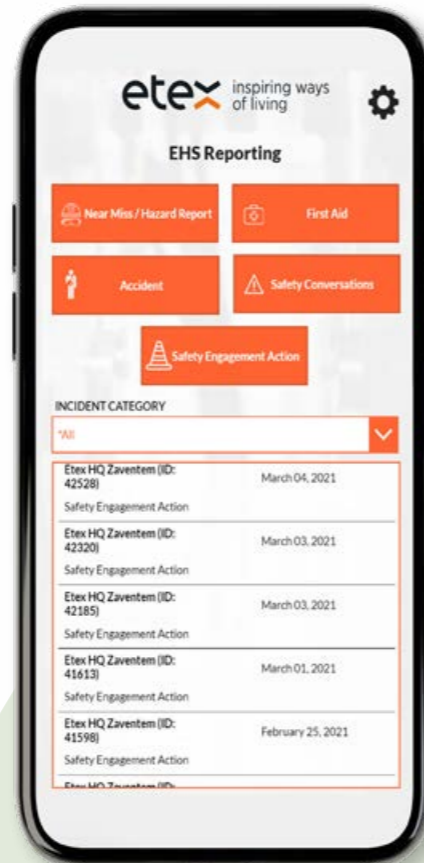 etex inspiring ways
of living
EHS Reporting
Near Miss / Hazard Report
First Aid
Accident
Safety Conversations
Safety Engagement Action
INCIDENT CATEGORY
*All
Etex HQ Zaventem (ID:
42528)
March 04, 2021
Safety Engagement Action
Etex HQ Zaventem (ID:
42320)
March 03, 2021
Safety Engagement Action
Etex HQ Zaventem (ID:
42185)
March 03, 2021
Safety Engagement Action
Etex HQ Zaventem (ID:
41613)
March 01, 2021
Safety Engagement Action
Etex HQ Zaventem (ID:
41598)
February 25, 2021
Safety Engagement Action
Etex HQ Zaventem (ID: